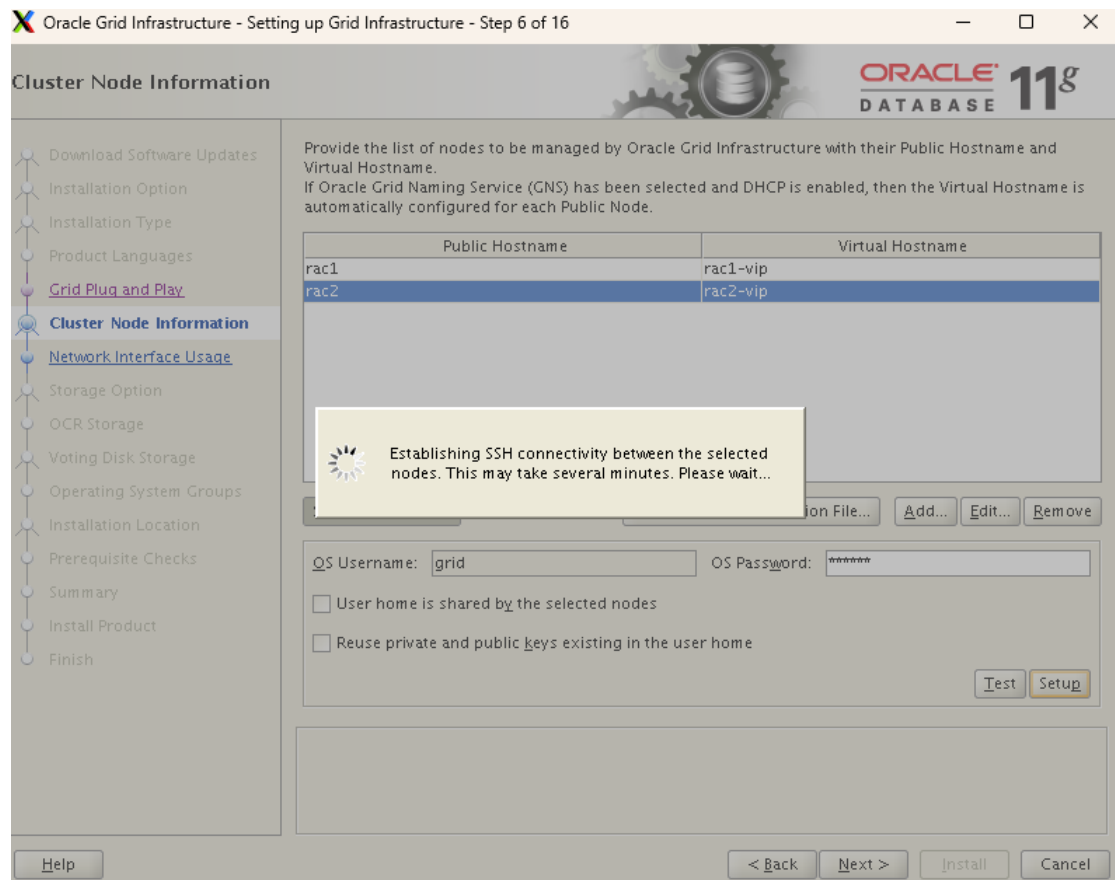 Oracle Grid Infrastructure - Setting up Grid Infrastructure - Step 6 of 16
Cluster Node Information
ORACLE 11g
DATABASE
Download Software Updates
Installation Option
Installation Type
Product Languages
Grid Plug and Play
Cluster Node Information
Network Interface Usage
Storage Option
OCR Storage
Voting Disk Storage
Operating System Groups
Installation Location
Prerequisite Checks
Summary
Install Product
Finish
Provide the list of nodes to be managed by Oracle Grid Infrastructure with their Public Hostname and
Virtual Hostname.
If Oracle Grid Naming Service (GNS) has been selected and DHCP is enabled, then the Virtual Hostname is
automatically configured for each Public Node.
Public Hostname Virtual Hostname
rac1 rac1-vip
rac2 rac2-vip
Establishing SSH connectivity between the selected
nodes. This may take several minutes. Please wait...
File... Add... Edit... Remove
OS Username: grid OS Password: ******
User home is shared by the selected nodes
Reuse private and public keys existing in the user home
Test Setup
Help < Back Next > Install Cancel